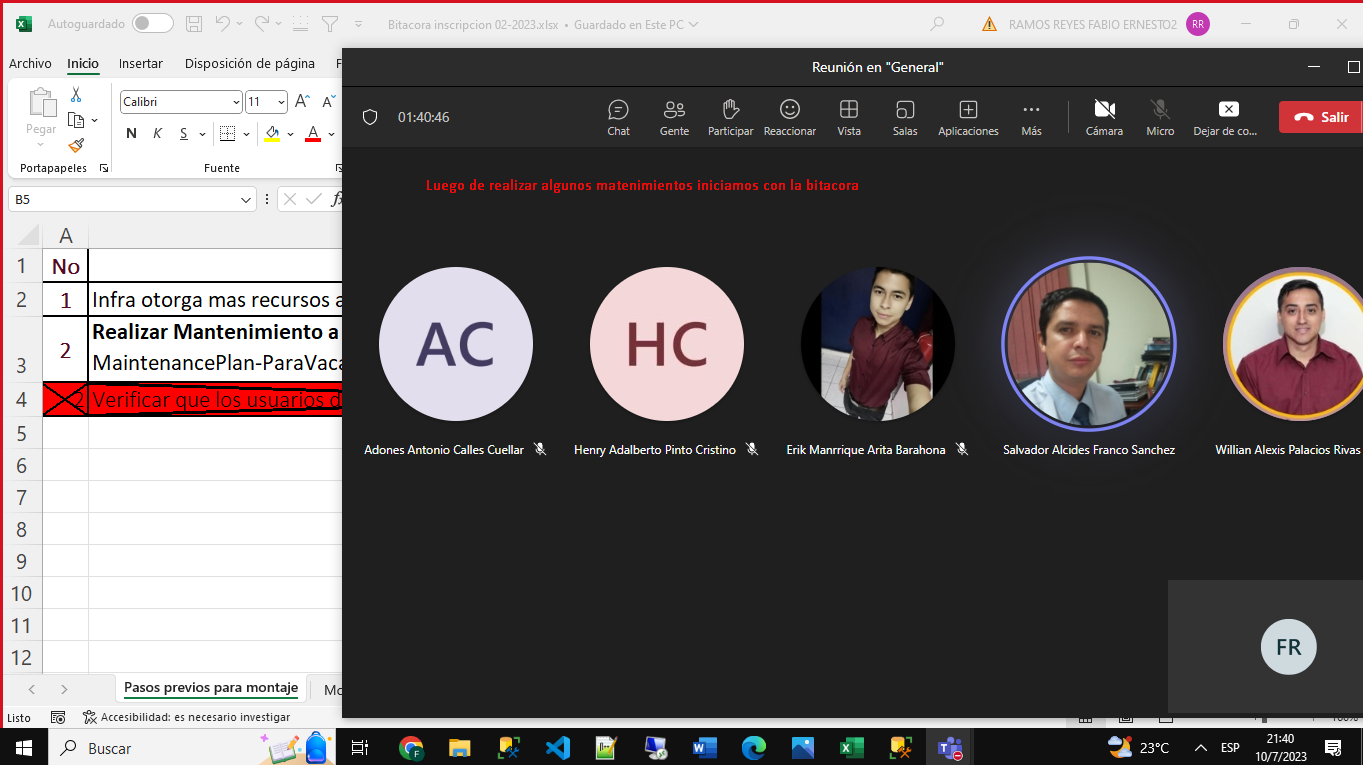 Autoguardado
Bitacora inscripcion 02-2023.xlsx • Guardado en Este PC
RAMOS REYES FABIO ERNESTO2
RR
Archivo
Inicio
Insertar
Disposición de página
Reunión en "General"
Calibri
11
Pegar
N K S
A
Portapapeles
Fuente
01:40:46
Chat
Gente
Participar
Reaccionar
Vista
Salas
Aplicaciones
Más
Cámara
Micro
Dejar de co...
Salir
Luego de realizar algunos matenimientos iniciamos con la bitacora
B5
fx
A
1 No
2 1 Infra otorga mas recursos a
3 2 Realizar Mantenimiento a
MaintencePlan-ParaVaca
4 2 Verificar que los usuarios d
5
6
7
8
9
10
11
12
AC
HC
Adones Antonio Calles Cuellar
Henry Adalberto Pinto Cristino
Erik Manrrique Arita Barahona
Salvador Alcides Franco Sanchez
Willian Alexis Palacios Rivas
FR
Pasos previos para montaje
Mo
Listo
Accesibilidad: es necesario investigar
Buscar
23°C
ESP
21:40
10/7/2023